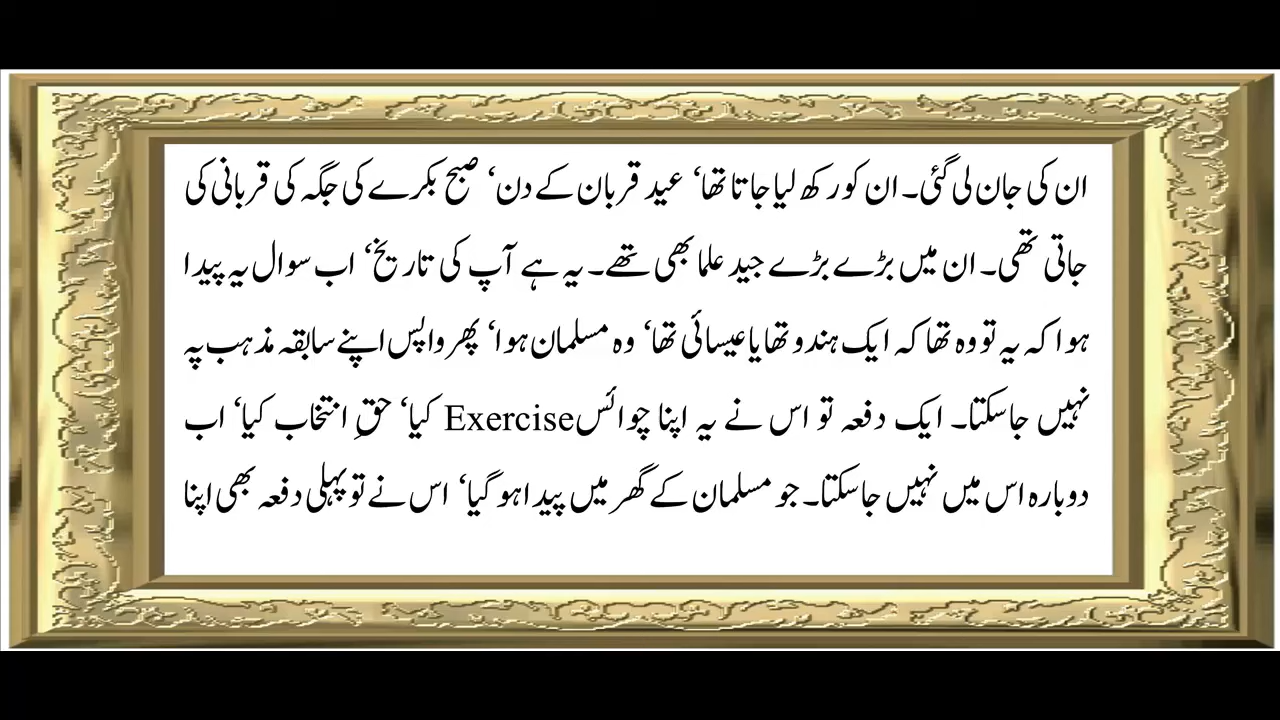 ان کی جان لی گئی۔ ان کو رکھ لیا جاتا تھا‘ عید قربان کے دن‘ صبح بکرے کی جگہ کی قربانی کی
جاتی تھی۔ ان میں بڑے بڑے جید علما بھی تھے۔ یہ ہے آپ کی تاریخ‘ اب سوال یہ پیدا
ہوا کہ یہ تو وہ تھا کہ ایک ہندو تھا یا عیسائی تھا‘ وہ مسلمان ہوا‘ پھر واپس اپنے سابقہ مذہب پہ
نہیں جاسکتا۔ ایک دفعہ تو اس نے یہ اپنا چوائس Exercise کیا‘ حقِ انتخاب کیا‘ اب
دوبارہ اس میں نہیں جاسکتا۔ جو مسلمان کے گھر میں پیدا ہو گیا‘ اس نے تو پہلی دفعہ بھی اپنا